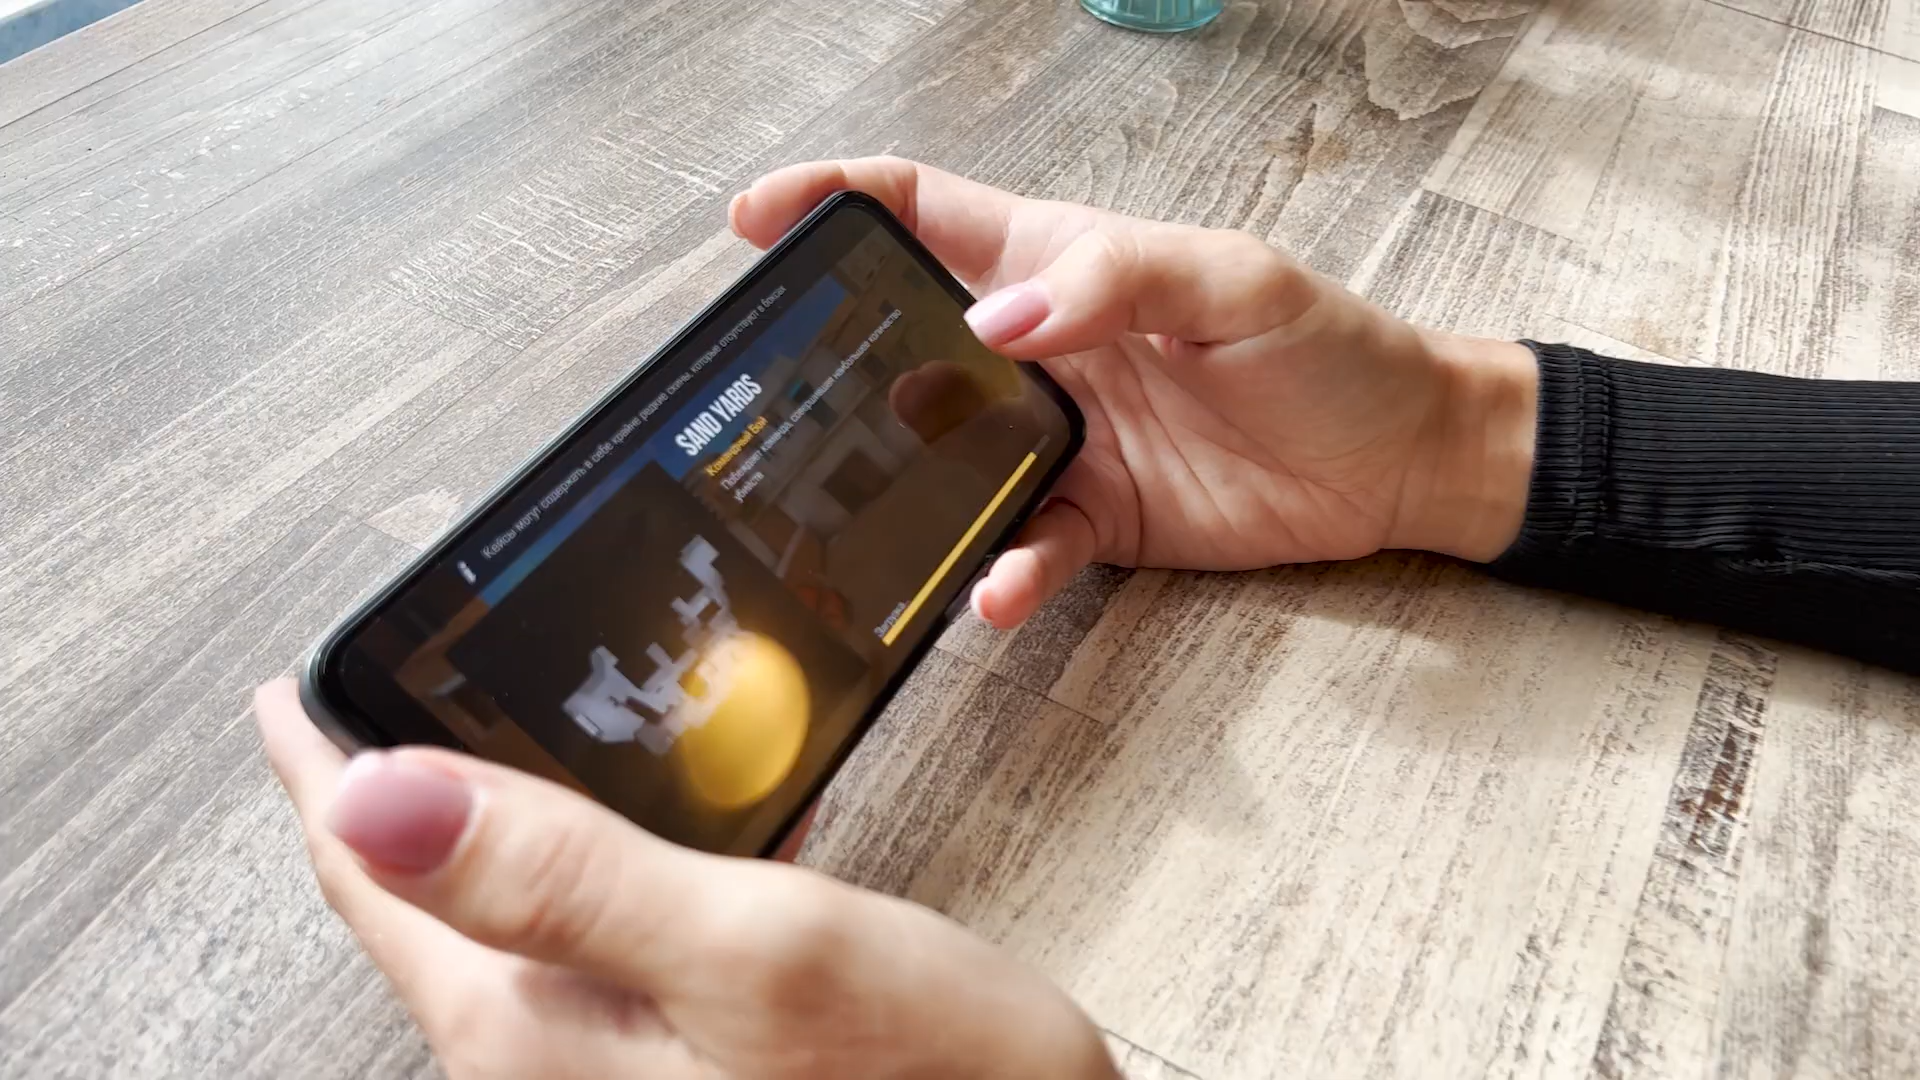 Кейсы могут содержать в себе крайне редкие скины, которые отсутствуют в боксах
SAND YARDS
Командный Бой
Побеждает команда, совершившая наибольшее количество
убийств
Загрузка